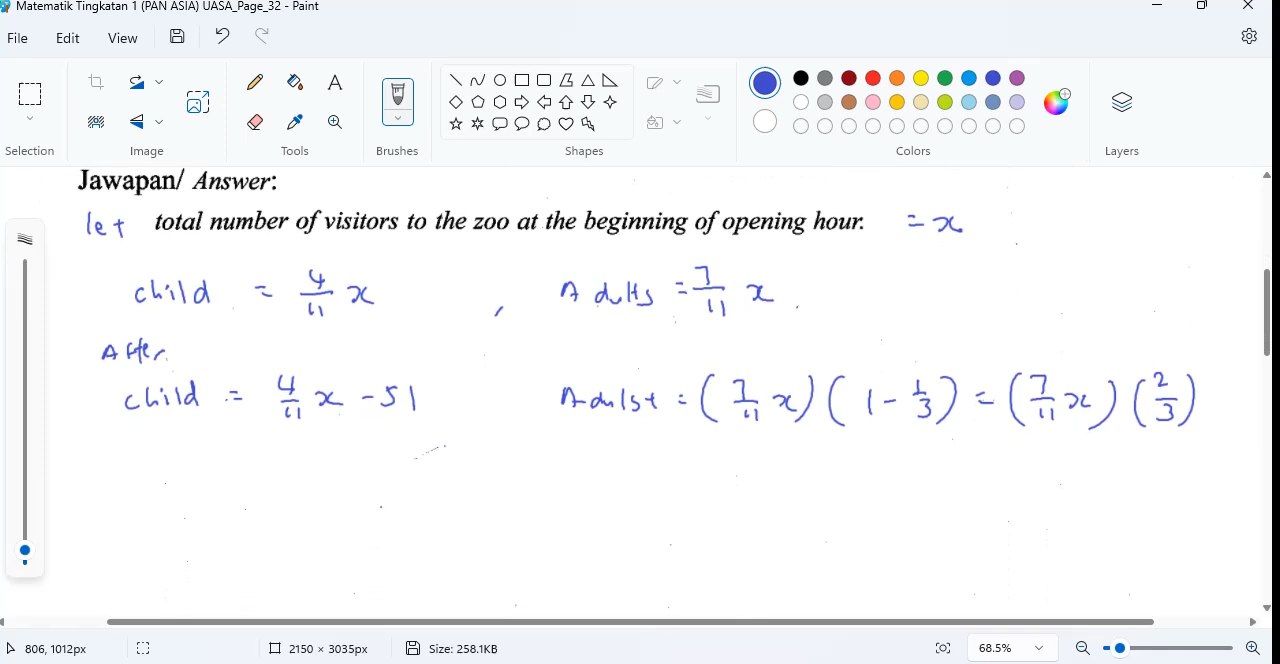 Matematik Tingkatan 1 (PAN ASIA) UASA_Page_32 - Paint
File Edit View
Selection Image Tools Brushes Shapes Colors Layers
Jawapan/ Answer:
let total number of visitors to the zoo at the beginning of opening hour. = x
child = 4/11 x , Adults = 7/11 x
After
child = 4/11 x - 51 Adulst = (7/11 x) (1 - 1/3) = (7/11 x) (2/3)
806, 1012px 2150 × 3035px Size: 258.1KB 68.5%